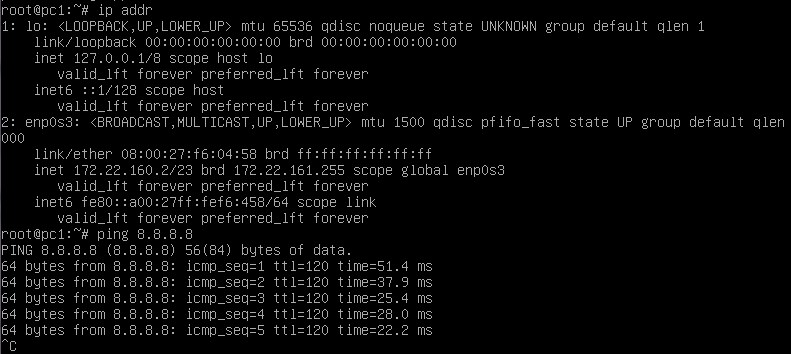 root@pc1:~# ip addr
1: lo: <LOOPBACK,UP,LOWER_UP> mtu 65536 qdisc noqueue state UNKNOWN group default qlen 1
    link/loopback 00:00:00:00:00:00 brd 00:00:00:00:00:00
    inet 127.0.0.1/8 scope host lo
       valid_lft forever preferred_lft forever
    inet6 ::1/128 scope host
       valid_lft forever preferred_lft forever
2: enp0s3: <BROADCAST,MULTICAST,UP,LOWER_UP> mtu 1500 qdisc pfifo_fast state UP group default qlen
000
    link/ether 08:00:27:f6:04:58 brd ff:ff:ff:ff:ff:ff
    inet 172.22.160.2/23 brd 172.22.161.255 scope global enp0s3
       valid_lft forever preferred_lft forever
    inet6 fe80::a00:27ff:fef6:458/64 scope link
       valid_lft forever preferred_lft forever
root@pc1:~# ping 8.8.8.8
PING 8.8.8.8 (8.8.8.8) 56(84) bytes of data.
64 bytes from 8.8.8.8: icmp_seq=1 ttl=120 time=51.4 ms
64 bytes from 8.8.8.8: icmp_seq=2 ttl=120 time=37.9 ms
64 bytes from 8.8.8.8: icmp_seq=3 ttl=120 time=25.4 ms
64 bytes from 8.8.8.8: icmp_seq=4 ttl=120 time=28.0 ms
64 bytes from 8.8.8.8: icmp_seq=5 ttl=120 time=22.2 ms
^C